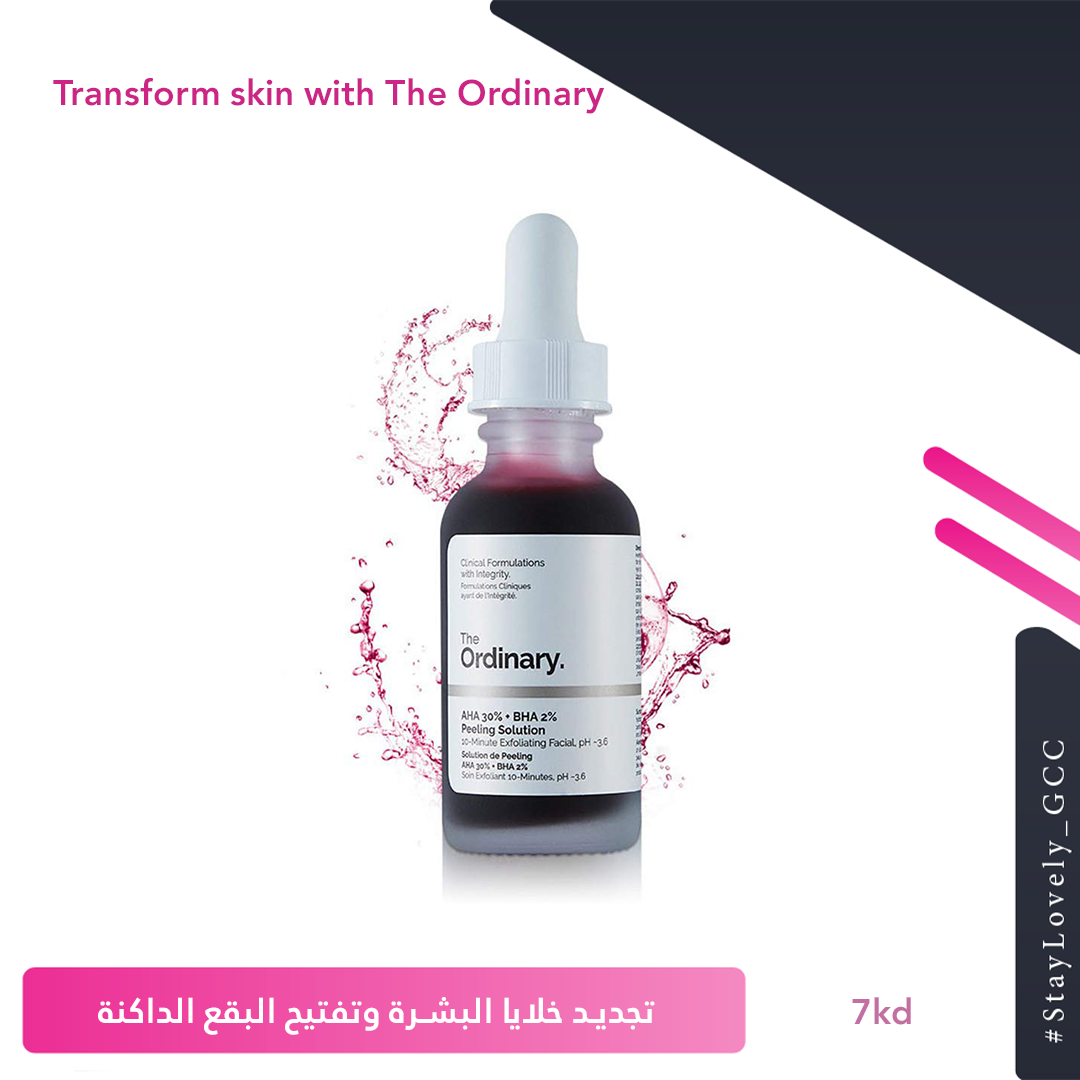 Transform skin with The Ordinary
Clinical Formulations
with Integrity.
Formulations Cliniques
ayant de l'Intégrité.
The
Ordinary.
AHA 30% + BHA 2%
Peeling Solution
10-Minute Exfoliating Facial, pH ~3.6
Solution de Peeling
AHA 30% + BHA 2%
Soin Exfoliant 10-Minutes, pH ~3.6
تجديد خلايا البشرة وتفتيح البقع الداكنة
7kd
#StayLovely_GCC